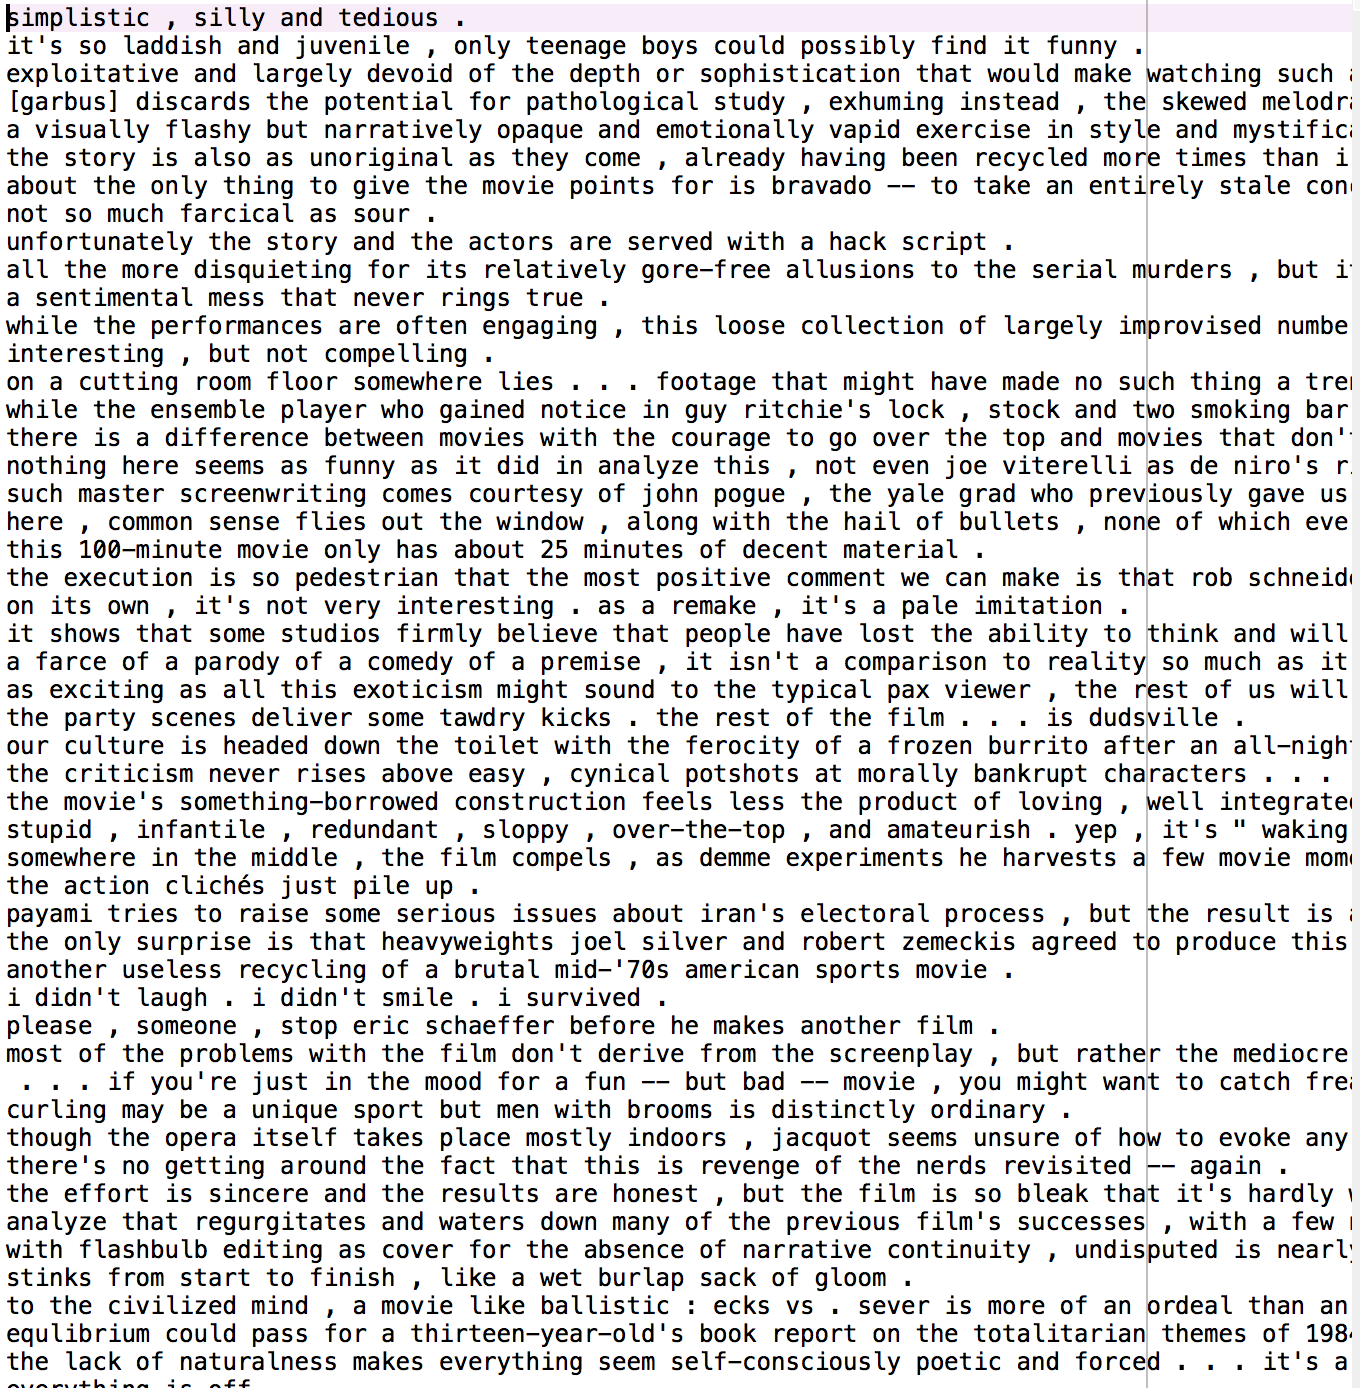 simplistic , silly and tedious .
it's so laddish and juvenile , only teenage boys could possibly find it funny .
exploitative and largely devoid of the depth or sophistication that would make watching such
[garbus] discards the potential for pathological study , exhuming instead , the skewed
a visually flashy but narratively opaque and emotionally vapid exercise in style and
the story is also as unoriginal as they come , already having been recycled more times than
about the only thing to give the movie points for is bravado -- to take an entirely stale
not so much farcical as sour .
unfortunately the story and the actors are served with a hack script .
all the more disquieting for its relatively gore-free allusions to the serial murders , but
a sentimental mess that never rings true .
while the performances are often engaging , this loose collection of largely improvised
interesting , but not compelling .
on a cutting room floor somewhere lies . . . footage that might have made no such thing a
while the ensemble player who gained notice in guy ritchie's lock , stock and two smoking
there is a difference between movies with the courage to go over the top and movies that
nothing here seems as funny as it did in analyze this , not even joe viterelli as de niro's
such master screenwriting comes courtesy of john pogue , the yale grad who previously gave us
here , common sense flies out the window , along with the hail of bullets , none of which
this 100-minute movie only has about 25 minutes of decent material .
the execution is so pedestrian that the most positive comment we can make is that rob
on its own , it's not very interesting . as a remake , it's a pale imitation .
it shows that some studios firmly believe that people have lost the ability to think and will
a farce of a parody of a comedy of a premise , it isn't a comparison to reality so much as it
as exciting as all this exoticism might sound to the typical pax viewer , the rest of us will
the party scenes deliver some tawdry kicks . the rest of the film . . . is dudsville .
our culture is headed down the toilet with the ferocity of a frozen burrito after an
the criticism never rises above easy , cynical potshots at morally bankrupt characters . . .
the movie's something-borrowed construction feels less the product of loving , well
stupid , infantile , redundant , sloppy , over-the-top , and amateurish . yep , it's " waking
somewhere in the middle , the film compels , as demme experiments he harvests a few movie
the action clichés just pile up .
payami tries to raise some serious issues about iran's electoral process , but the result is
the only surprise is that heavyweights joel silver and robert zemeckis agreed to produce this
another useless recycling of a brutal mid-'70s american sports movie .
i didn't laugh . i didn't smile . i survived .
please , someone , stop eric schaeffer before he makes another film .
most of the problems with the film don't derive from the screenplay , but rather the mediocre
. . . if you're just in the mood for a fun -- but bad -- movie , you might want to catch
curling may be a unique sport but men with brooms is distinctly ordinary .
though the opera itself takes place mostly indoors , jacquot seems unsure of how to evoke any
there's no getting around the fact that this is revenge of the nerds revisited -- again .
the effort is sincere and the results are honest , but the film is so bleak that it's hardly
analyze that regurgitates and waters down many of the previous film's successes , with a few
with flashbulb editing as cover for the absence of narrative continuity , undisputed is nearly
stinks from start to finish , like a wet burlap sack of gloom .
to the civilized mind , a movie like ballistic : ecks vs . sever is more of an ordeal than an
equlibrium could pass for a thirteen-year-old's book report on the totalitarian themes of
the lack of naturalness makes everything seem self-consciously poetic and forced . . . it's a
everything is off